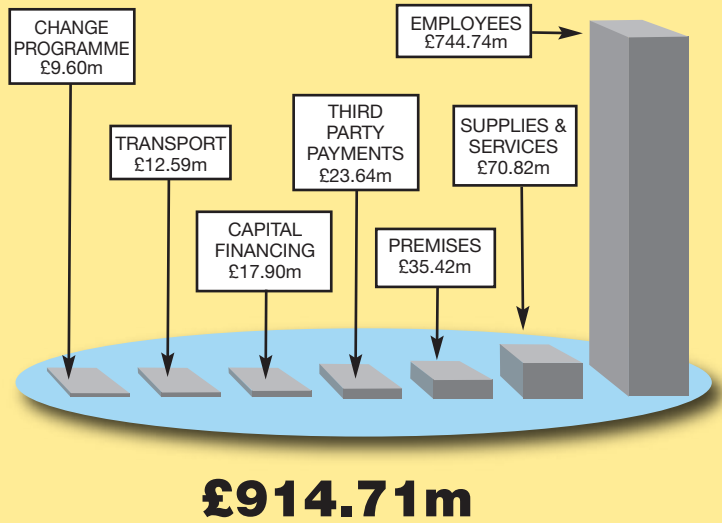 CHANGE
PROGRAMME
£9.60m
TRANSPORT
£12.59m
CAPITAL
FINANCING
£17.90m
THIRD
PARTY
PAYMENTS
£23.64m
PREMISES
£35.42m
SUPPLIES &
SERVICES
£70.82m
EMPLOYEES
£744.74m
£914.71m